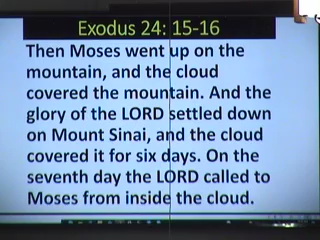 Exodus 24: 15-16
Then Moses went up on the
mountain, and the cloud
covered the mountain. And the
glory of the LORD settled down
on Mount Sinai, and the cloud
covered it for six days. On the
seventh day the LORD called to
Moses from inside the cloud.